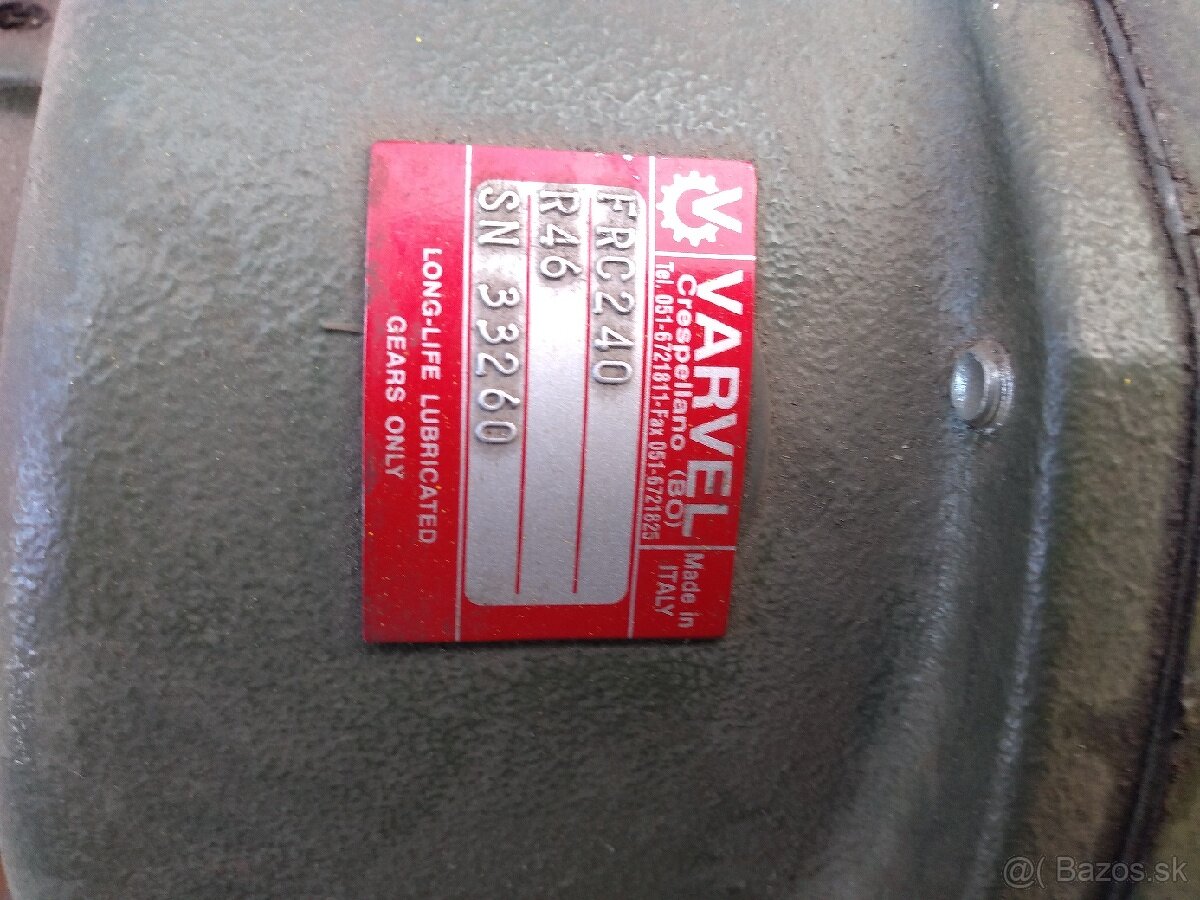 VARVEL
Crespellano (BO)
Tel. 051-6721811-Fax 051-6721825
Made in
ITALY
FRC240
R46
SN 33260
LONG-LIFE LUBRICATED
GEARS ONLY
@( Bazos.sk